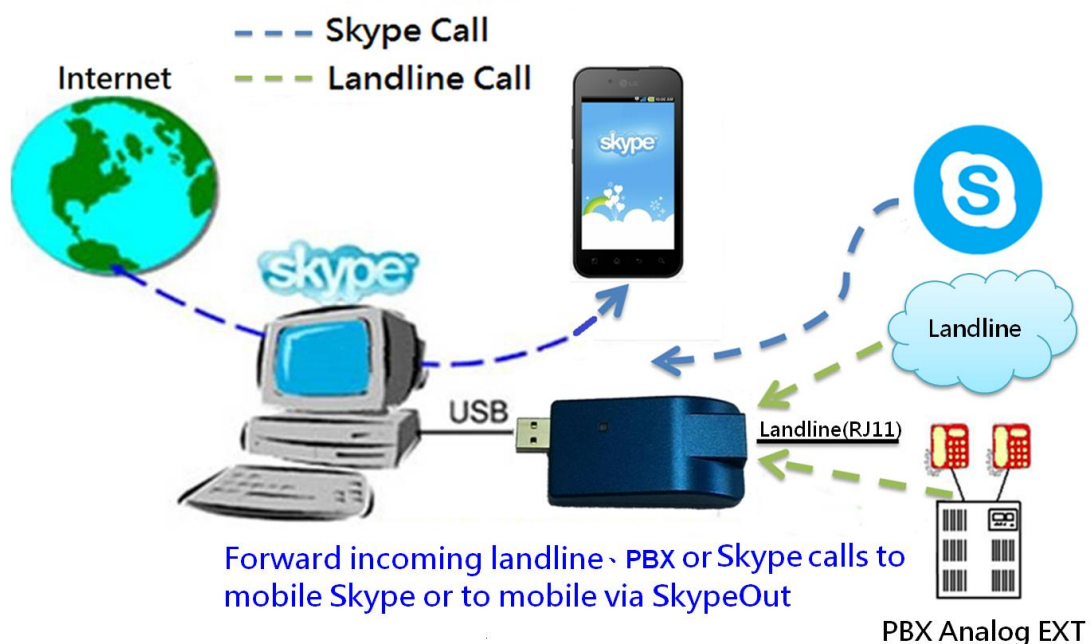 Skype Call
Landline Call
Internet
skype
skype
Landline
USB
Landline(RJ11)
Forward incoming landline、PBX or Skype calls to
mobile Skype or to mobile via SkypeOut
PBX Analog EXT